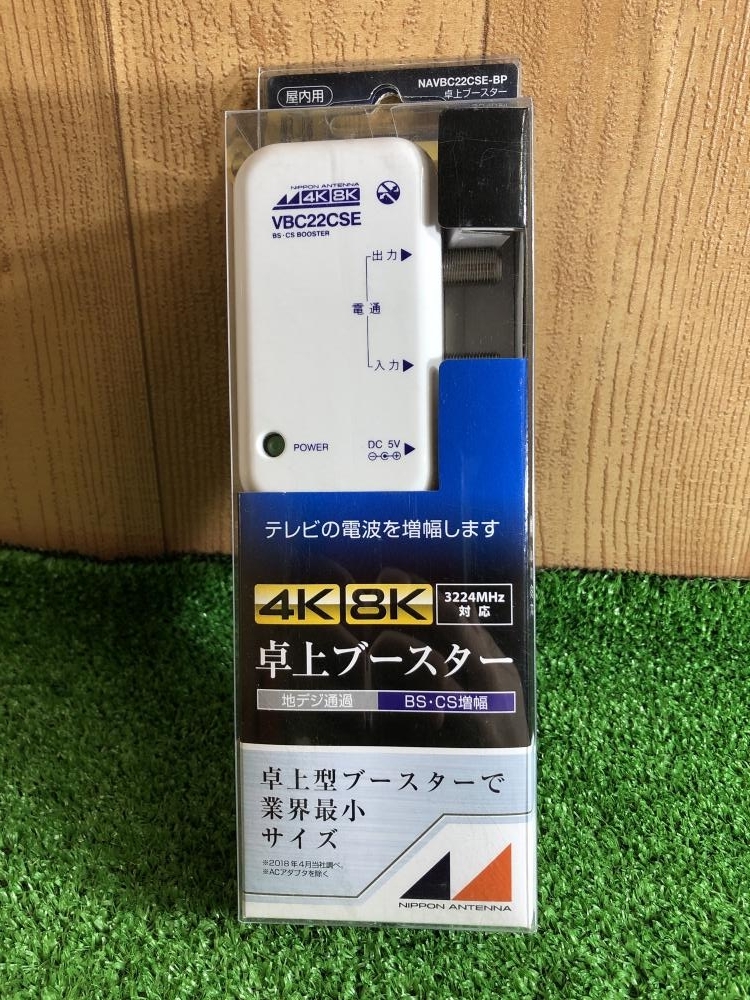 屋内用
NAVBC22CSE-BP
卓上ブースター
NIPPON ANTENNA
4K 8K
VBC22CSE
BS・CS BOOSTER
出力▶
電通
入力▶
POWER
DC 5V
テレビの電波を増幅します
4K 8K
3224MHz
対応
卓上ブースター
地デジ通過
BS・CS増幅
卓上型ブースターで
業界最小
サイズ
※2018年4月当社調べ。
※ACアダプタを除く
NIPPON ANTENNA